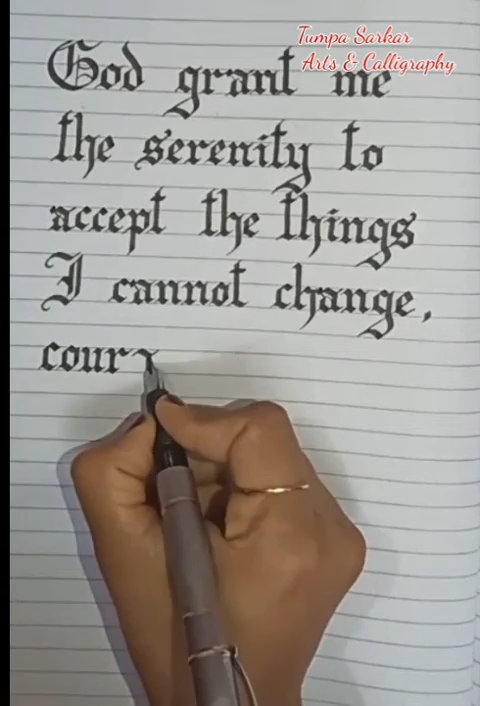 Tumpa Sarkar
Arts & Calligraphy
God grant me
the serenity to
accept the things
I cannot change,
cour